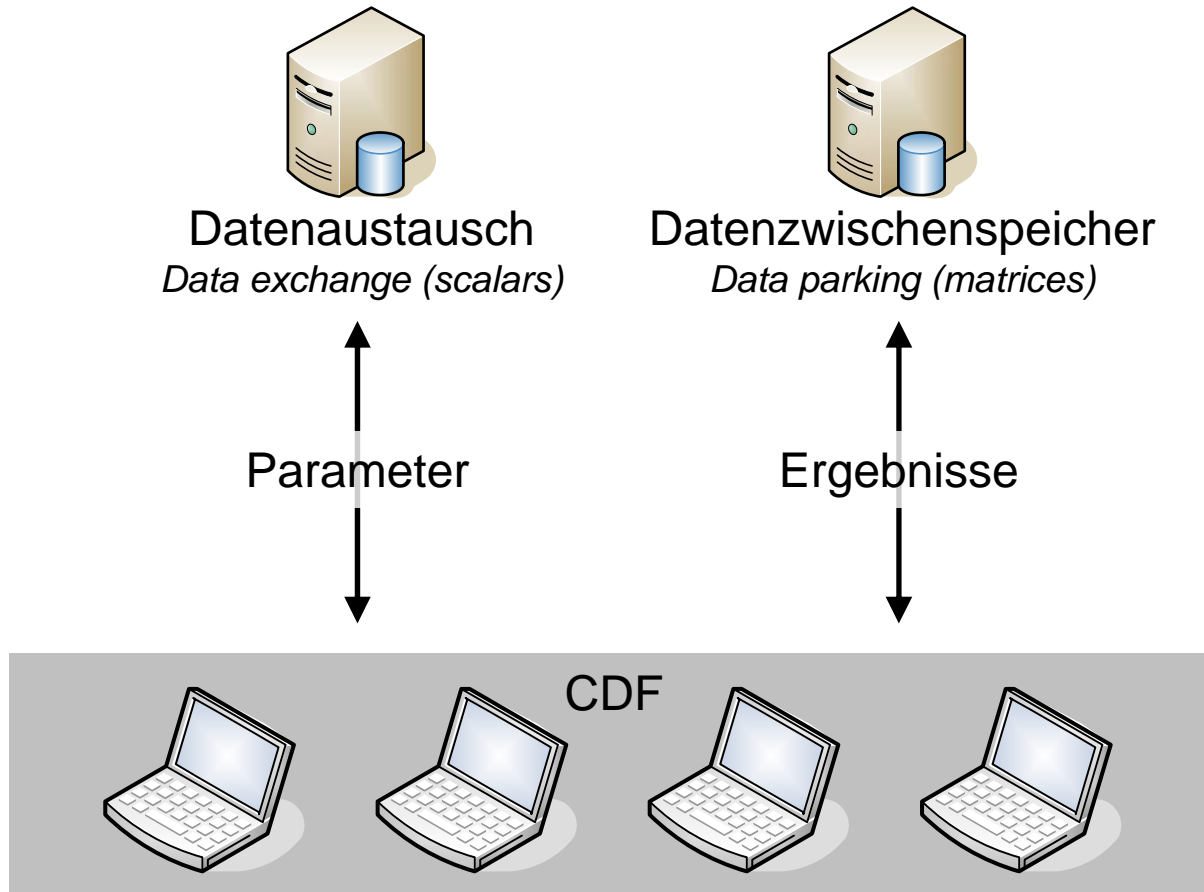 Datenaustausch
Data exchange (scalars)
Datenzwischenspeicher
Data parking (matrices)
Parameter
Ergebnisse
CDF